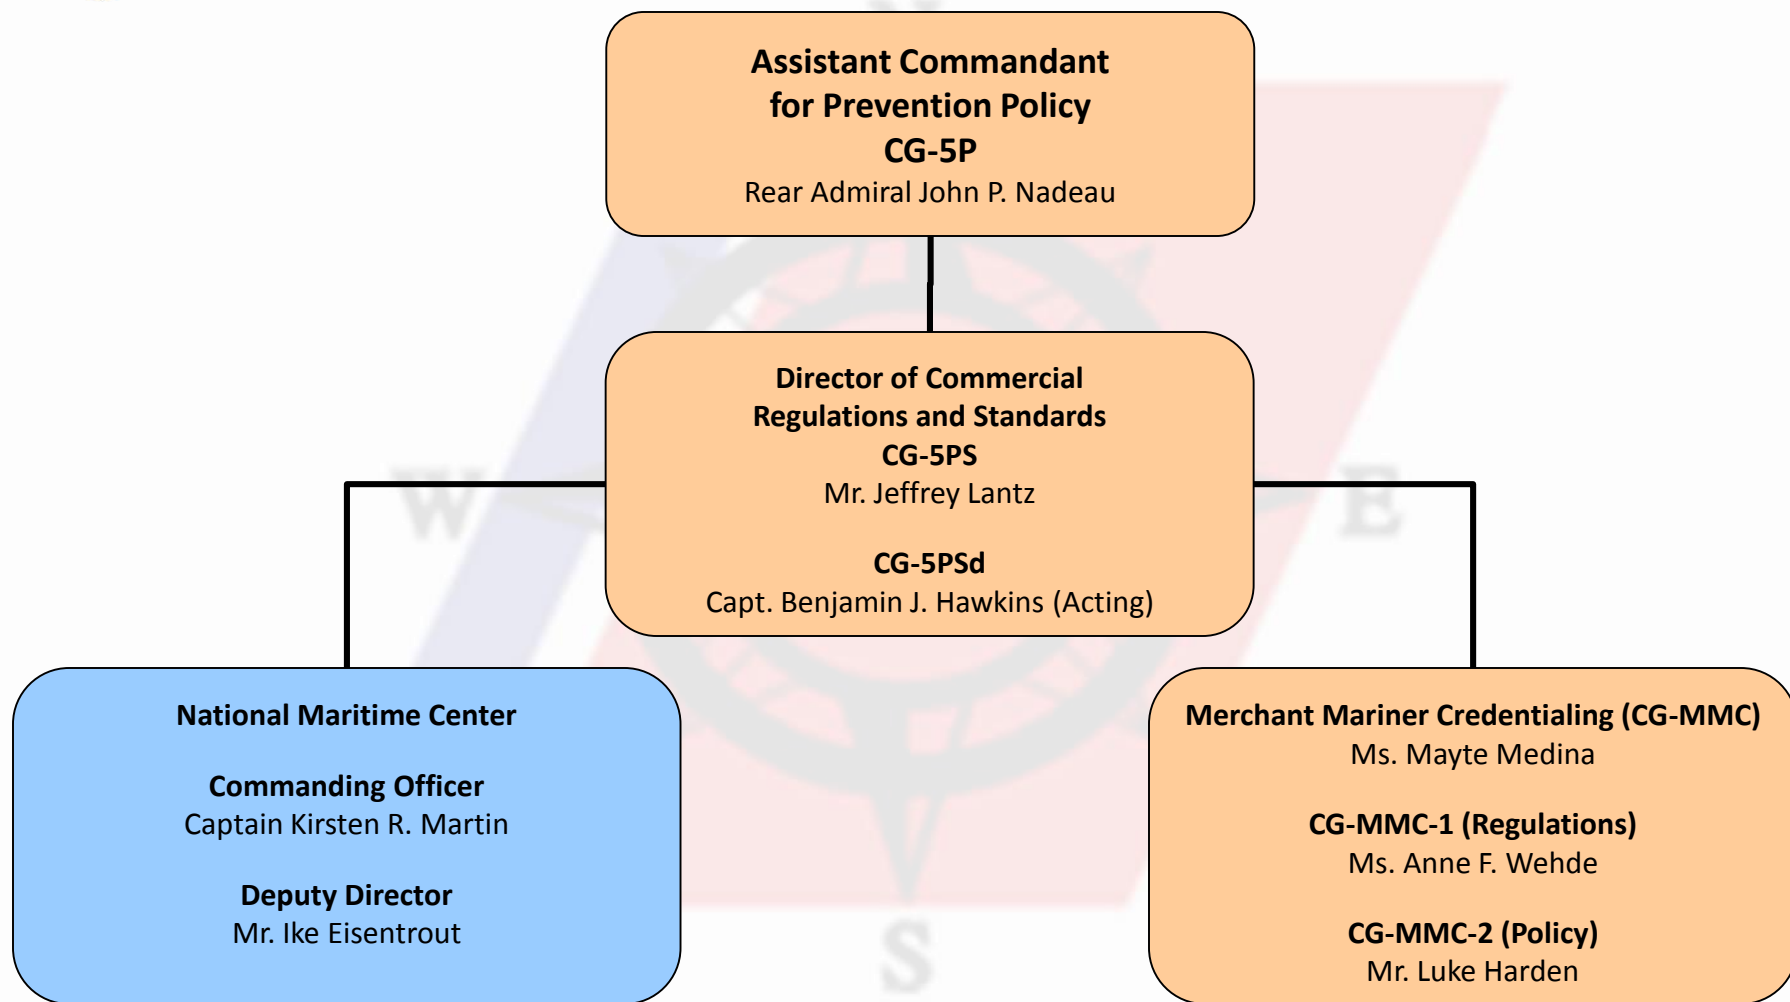 Assistant Commandant
for Prevention Policy
CG-5P
Rear Admiral John P. Nadeau
Director of Commercial
Regulations and Standards
CG-5PS
Mr. Jeffrey Lantz
CG-5PSd
Capt. Benjamin J. Hawkins (Acting)
W
E
National Maritime Center
Commanding Officer
Captain Kirsten R. Martin
Deputy Director
Mr. Ike Eisentrout
Merchant Mariner Credentialing (CG-MMC)
Ms. Mayte Medina
CG-MMC-1 (Regulations)
Ms. Anne F. Wehde
CG-MMC-2 (Policy)
Mr. Luke Harden
S